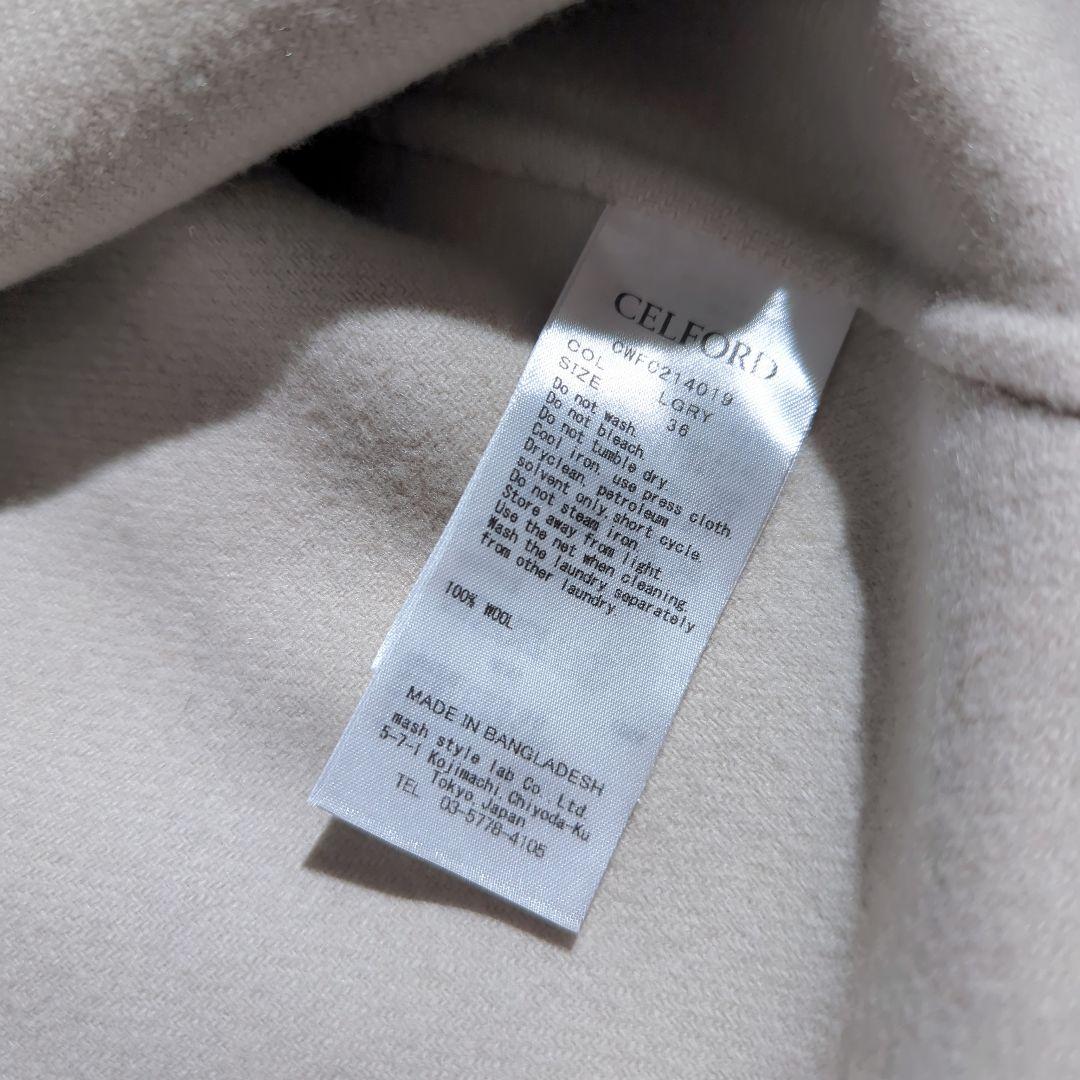 CELFORD
CWFC214019
COL LGRY
SIZE 36
Do not wash.
Do not bleach.
Do not tumble dry.
Cool iron, use press cloth.
Dryclean, petroleum
solvent only, short cycle.
Do not steam iron.
Store away from light.
Use the net when cleaning.
Wash the laundry separately
from other laundry.
100% WOOL
MADE IN BANGLADESH
mash style lab Co. Ltd.
5-7-1 Kojimachi, Chiyoda-Ku
Tokyo, Japan
TEL 03-5778-4105